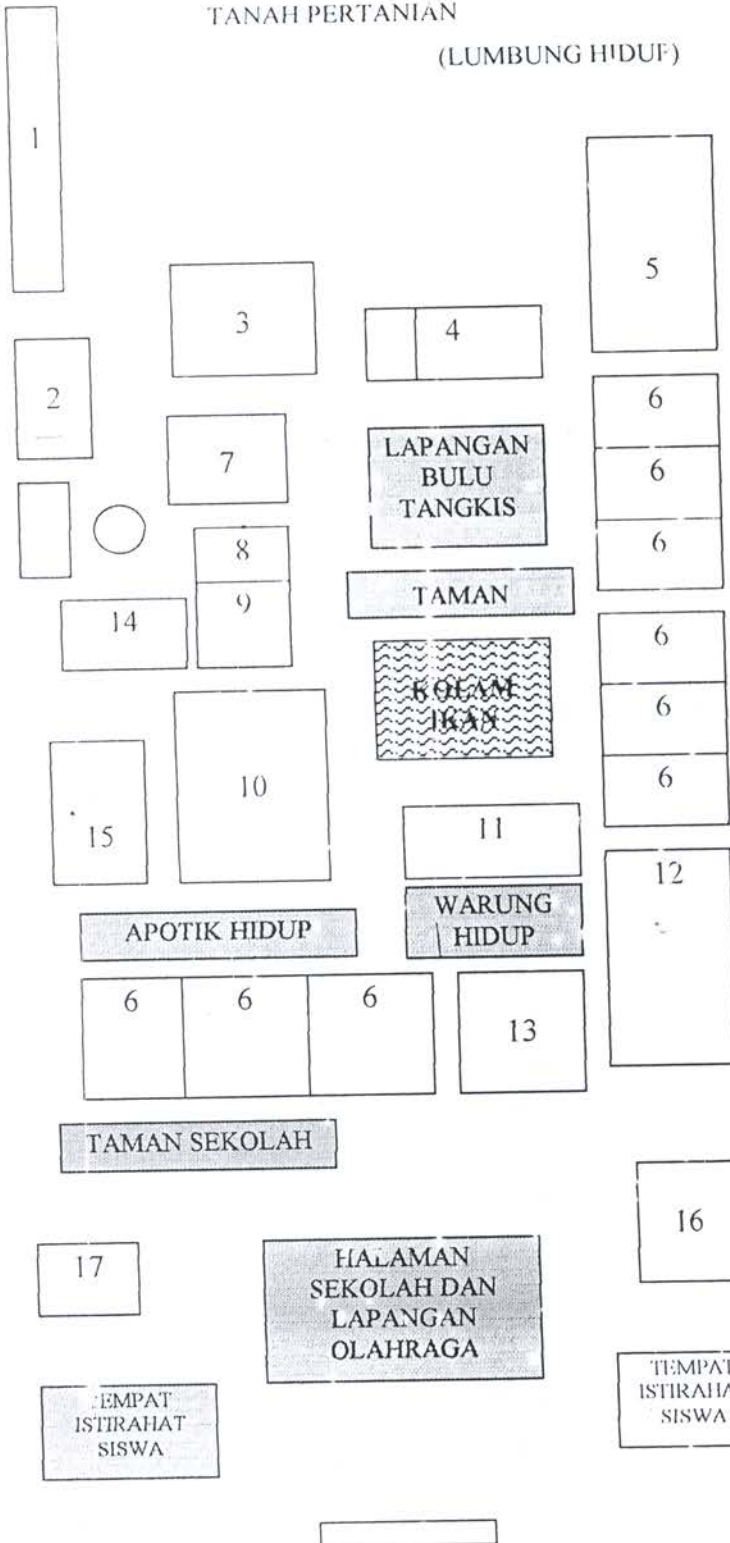 TANAH PERTANIAN
(LUMBUNG HIDUP)
1
5
3
4
2
6
7
LAPANGAN
BULU
TANGKIS
6
6
8
9
TAMAN
14
6
KOLAM
IKAN
6
10
6
15
11
12
APOTIK HIDUP
WARUNG
HIDUP
6
6
6
13
TAMAN SEKOLAH
16
17
HALAMAN
SEKOLAH DAN
LAPANGAN
OLAHRAGA
TEMPAT
ISTIRAHAT
SISWA
TEMPAT
ISTIRAHA
SISWA